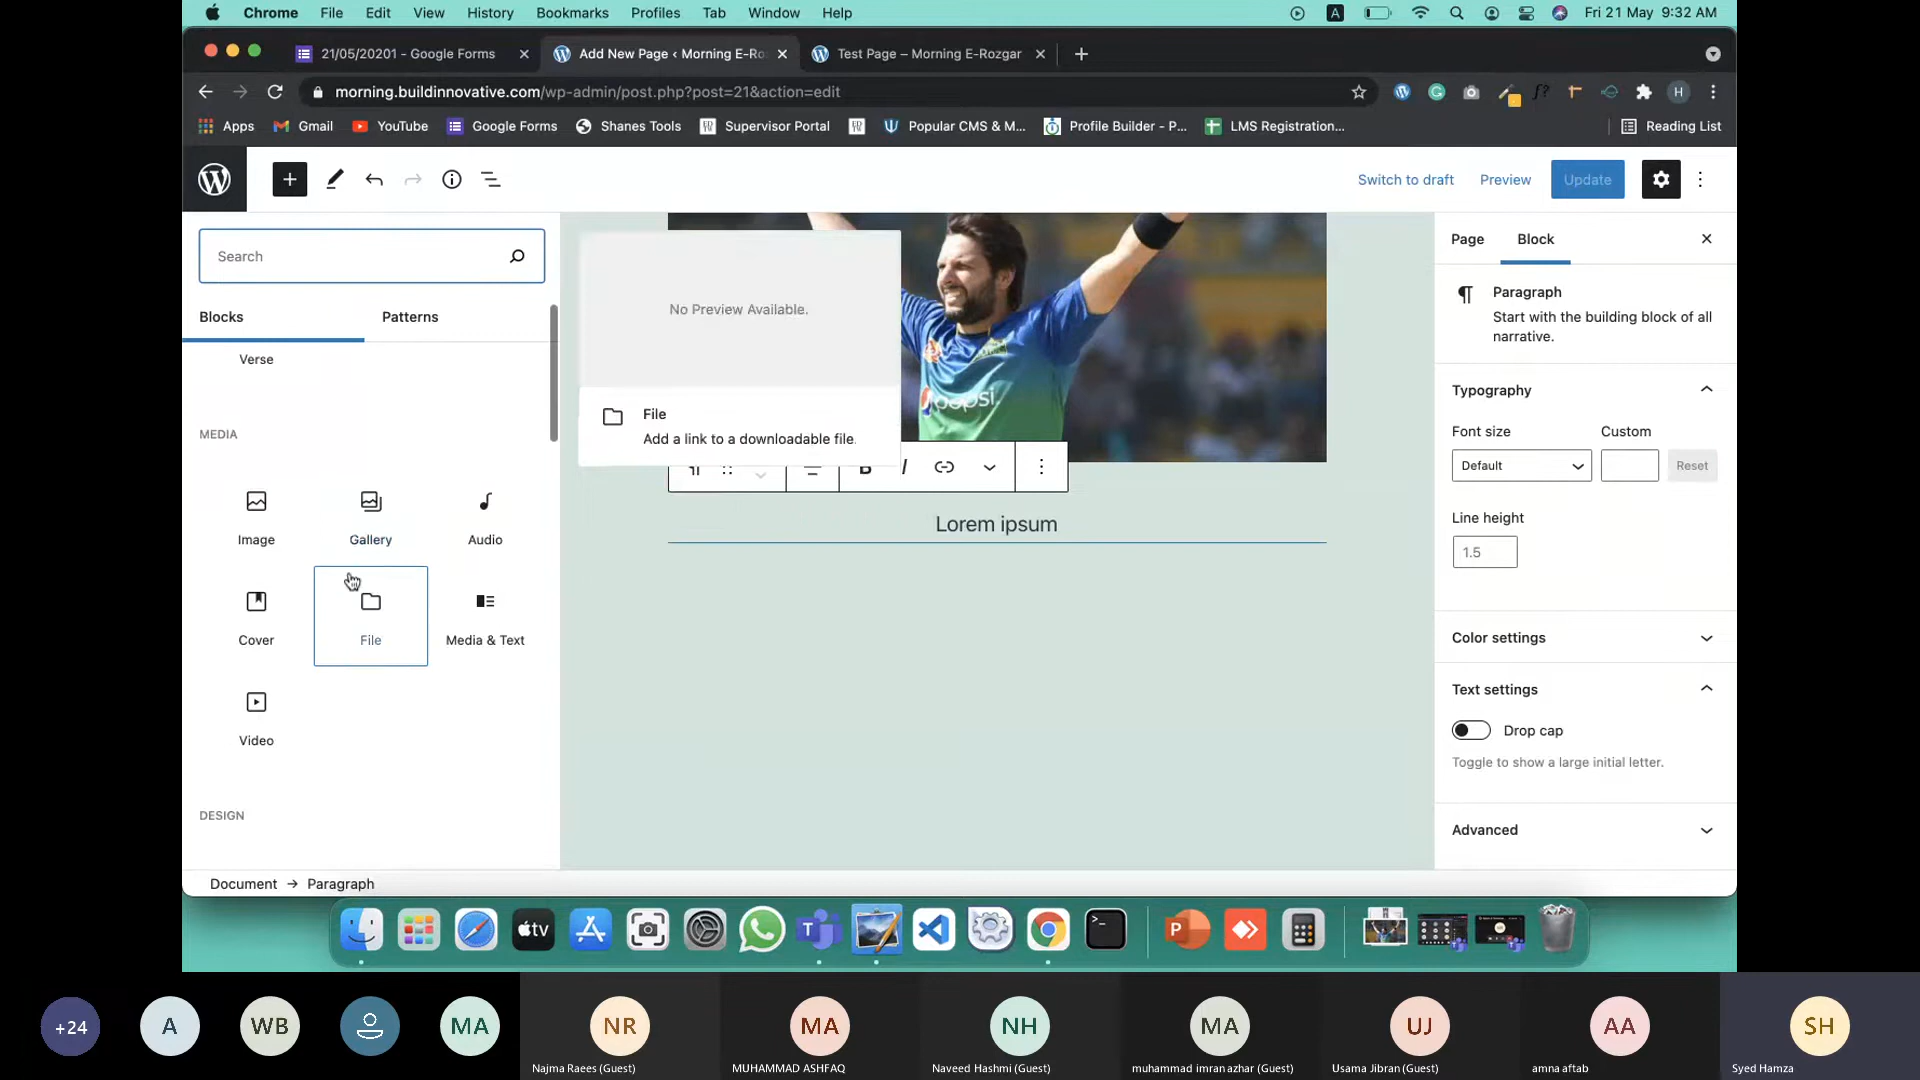 Chrome File Edit View History Bookmarks Profiles Tab Window Help
A
Fri 21 May 9:32 AM
21/05/20201 - Google Forms
Add New Page ‹ Morning E-Ro
Test Page – Morning E-Rozgar
morning.buildinnovative.com/wp-admin/post.php?post=21&action=edit
H
Apps Gmail YouTube Google Forms Shanes Tools Supervisor Portal Popular CMS & M... Profile Builder - P... LMS Registration... Reading List
Switch to draft Preview Update
Search
Blocks Patterns
Verse
MEDIA
Image Gallery Audio
Cover File Media & Text
Video
DESIGN
No Preview Available.
File
Add a link to a downloadable file.
pepsi
B I
Lorem ipsum
Page Block
Paragraph
Start with the building block of all
narrative.
Typography
Font size Custom
Default Reset
Line height
1.5
Color settings
Text settings
Drop cap
Toggle to show a large initial letter.
Advanced
Document → Paragraph
tv
+24 A WB MA NR MA NH MA UJ AA SH
Najma Raees (Guest) MUHAMMAD ASHFAQ Naveed Hashmi (Guest) muhammad imran azhar (Guest) Usama Jibran (Guest) amna aftab Syed Hamza